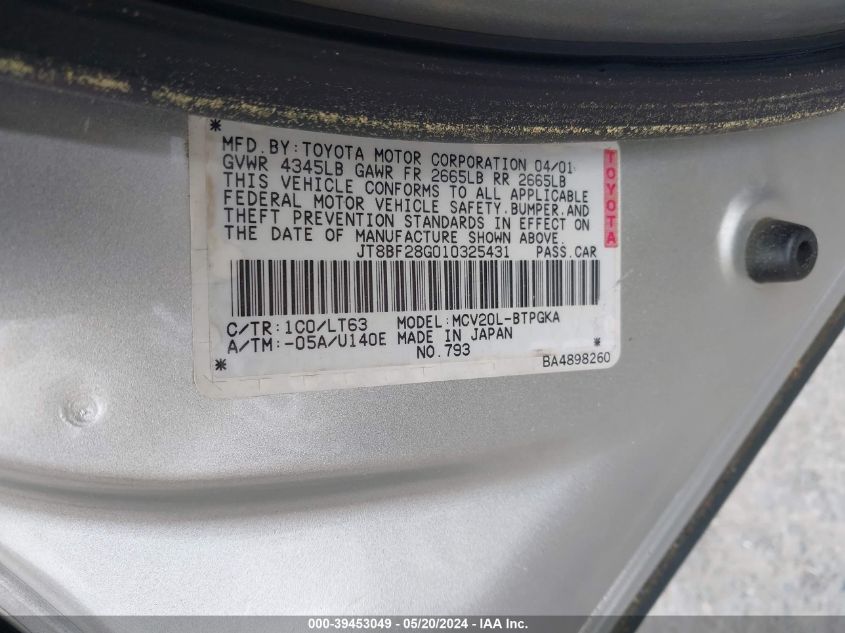 *
MFD.BY:TOYOTA MOTOR CORPORATION 04/01
GVWR 4345LB GAWR FR 2665LB RR 2665LB
THIS VEHICLE CONFORMS TO ALL APPLICABLE
FEDERAL MOTOR VEHICLE SAFETY.BUMPER.AND
THEFT PREVENTION STANDARDS IN EFFECT ON
THE DATE OF MANUFACTURE SHOWN ABOVE.
TOYOTA
JT8BF28G010325431 PASS.CAR
C/TR:1C0/LT63 MODEL:MCV20L-BTPGKA
A/TM:-05A/U140E MADE IN JAPAN
NO.793
* BA4898260 *
000-39453049 - 05/20/2024 - IAA Inc.